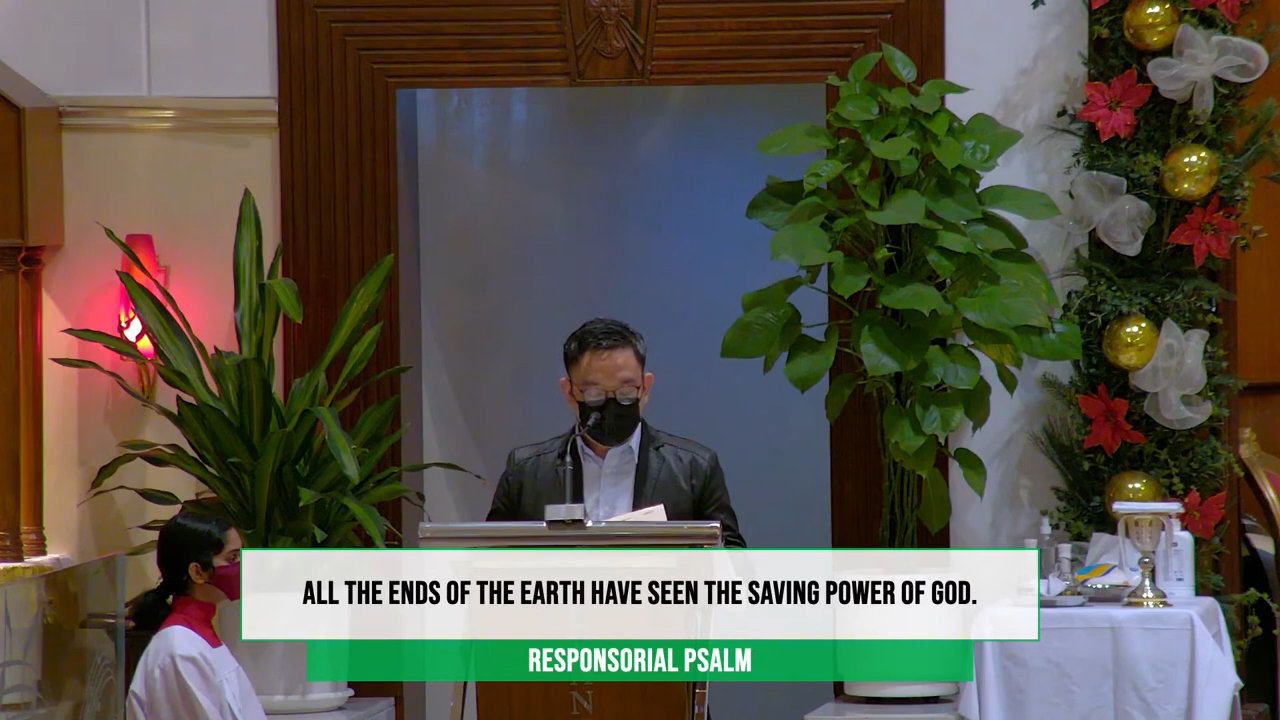 ALL THE ENDS OF THE EARTH HAVE SEEN THE SAVING POWER OF GOD.
RESPONSORIAL PSALM